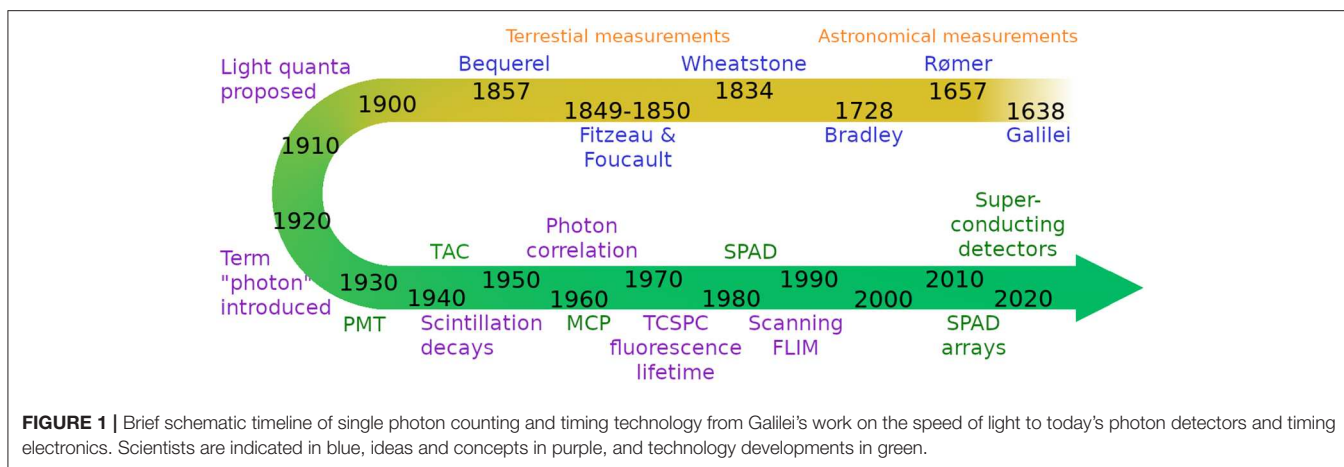 Terrestial measurements
Astronomical measurements
Light quanta
proposed
Bequerel
Wheatstone
Rømer
1900
1857
1849-1850
1834
1728
1657
1638
Fitzeau &
Foucault
Bradley
Galilei
1910
1920
Term
"photon"
introduced
TAC
Photon
correlation
SPAD
Super-
conducting
detectors
1930
1940
1950
1960
1970
1980
1990
2000
2010
2020
PMT
Scintillation
decays
MCP
TCSPC
fluorescence
lifetime
Scanning
FLIM
SPAD
arrays
FIGURE 1 | Brief schematic timeline of single photon counting and timing technology from Galilei's work on the speed of light to today's photon detectors and timing
electronics. Scientists are indicated in blue, ideas and concepts in purple, and technology developments in green.